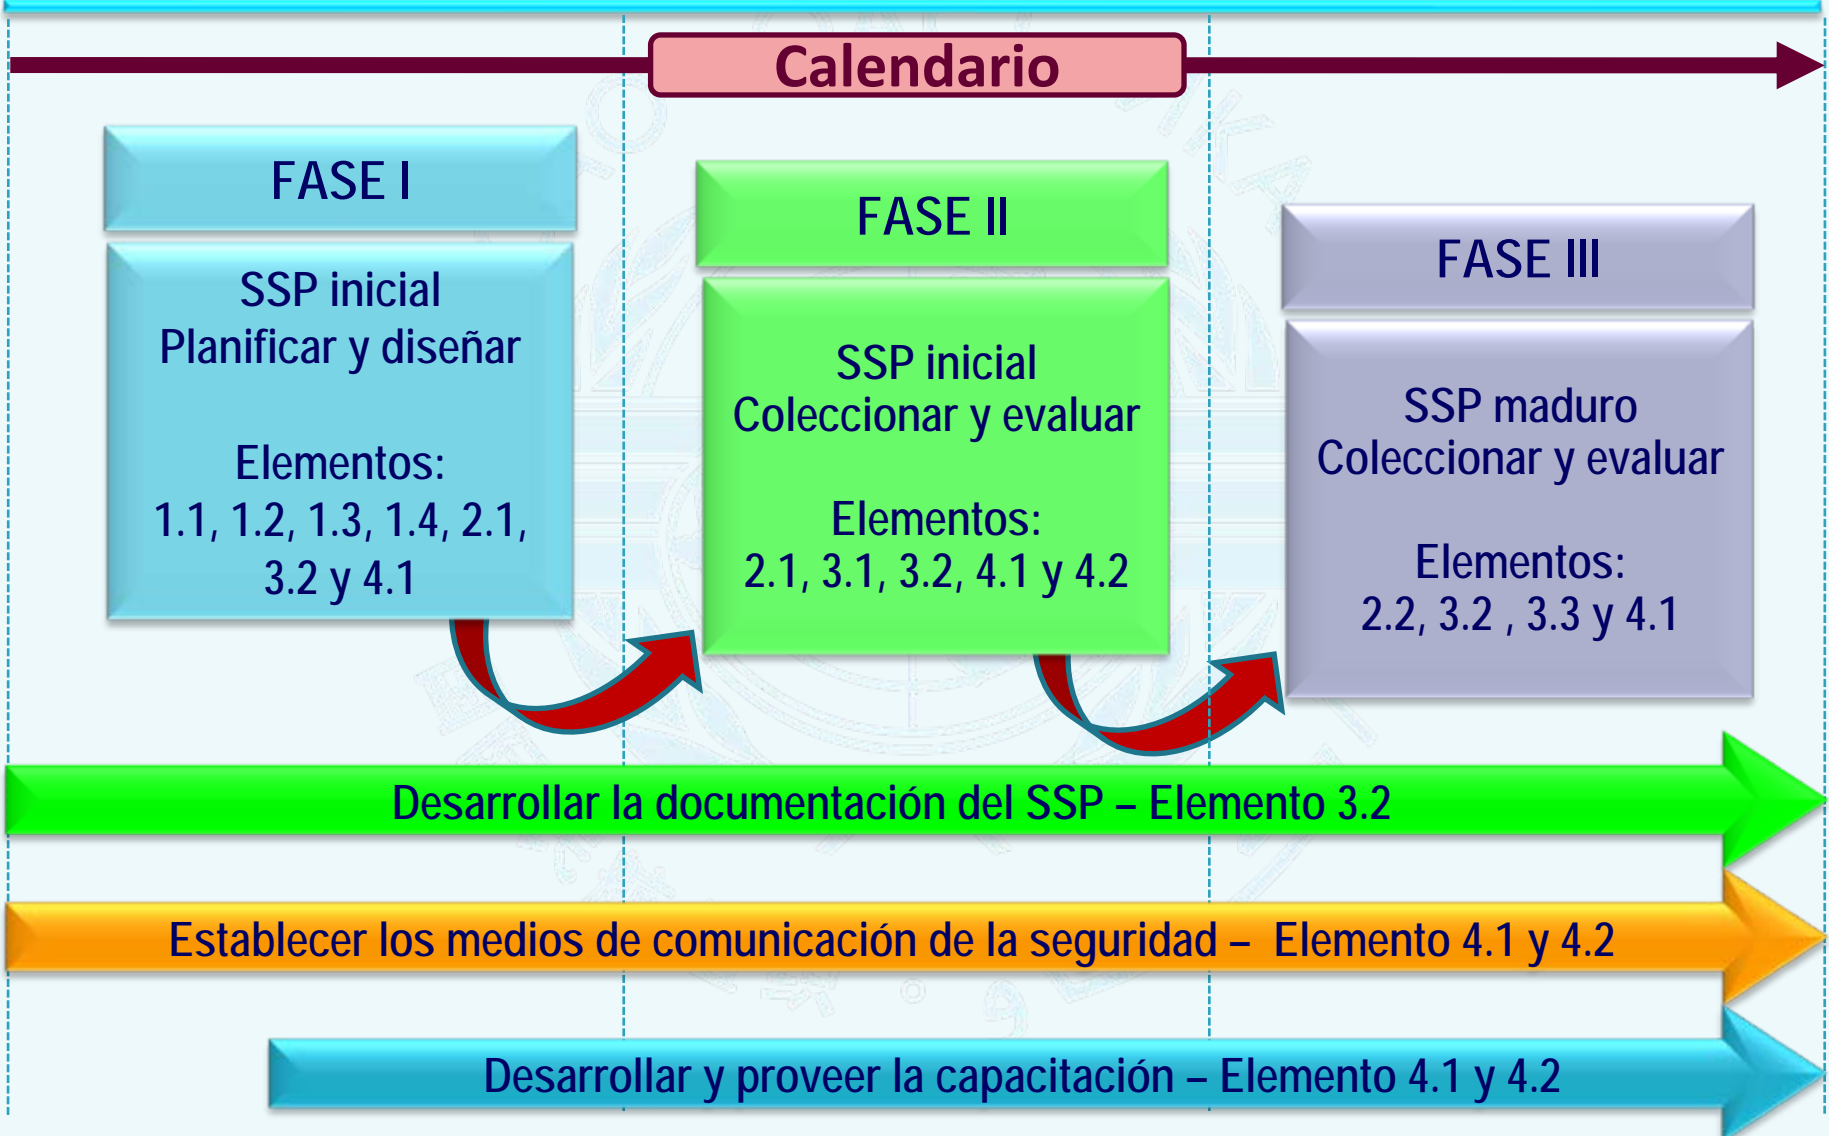 Calendario
FASE I
SSP inicial
Planificar y diseñar
Elementos:
1.1, 1.2, 1.3, 1.4, 2.1,
3.2 y 4.1
FASE II
SSP inicial
Coleccionar y evaluar
Elementos:
2.1, 3.1, 3.2, 4.1 y 4.2
FASE III
SSP maduro
Coleccionar y evaluar
Elementos:
2.2, 3.2 , 3.3 y 4.1
Desarrollar la documentación del SSP – Elemento 3.2
Establecer los medios de comunicación de la seguridad – Elemento 4.1 y 4.2
Desarrollar y proveer la capacitación – Elemento 4.1 y 4.2